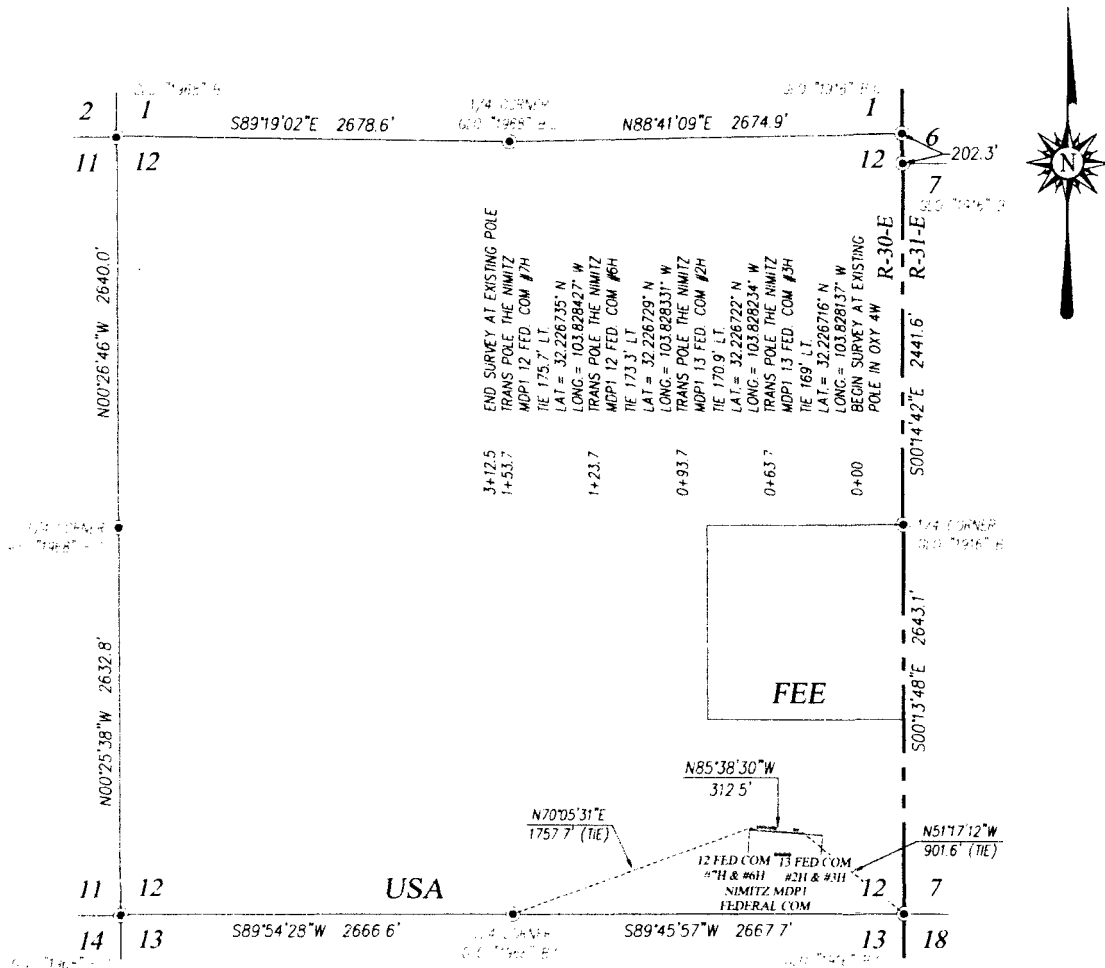 2 1
1/4 CORNER
S89°19'02"E 2678.6'
N88°41'09"E 2674.9'
1
6
11 12
12
7
202.3'
N
R-30-E
R-31-E
N00°26'46"W 2640.0'
3+12.5 END SURVEY AT EXISTING POLE
1+53.7 TRANS POLE THE NIMITZ
MDP1 12 FED. COM #7H
TIE 175.7' LT.
LAT = 32.226735° N
LONG.= 103.828427° W
1+23.7 TRANS POLE THE NIMITZ
MDP1 12 FED. COM #6H
TIE 173.3' LT
LAT = 32.226729° N
LONG = 103.828331° W
0+93.7 TRANS POLE THE NIMITZ
MDP1 13 FED. COM #2H
TIE 170.9' LT.
LAT.= 32.226722° N
LONG.= 103.828234° W
0+63.7 TRANS POLE THE NIMITZ
MDP1 13 FED. COM #3H
TIE 169' LT.
LAT.= 32.226716° N
LONG.= 103.828137° W
0+00 BEGIN SURVEY AT EXISTING
POLE IN OXY 4W
S00°14'42"E 2441.6'
1/4 CORNER
1/4 CORNER
N00°25'38"W 2632.8'
S00°13'48"E 2643.1'
FEE
N85°38'30"W
312.5'
N70°05'31"E
1757.7' (TIE)
N51°17'12"W
901.6' (TIE)
12 FED COM 13 FED COM
#7H & #6H #2H & #3H
NIMITZ MDP1
FEDERAL COM
11 12
USA
12 7
14 13
S89°54'28"W 2666.6'
S89°45'57"W 2667.7'
13 18